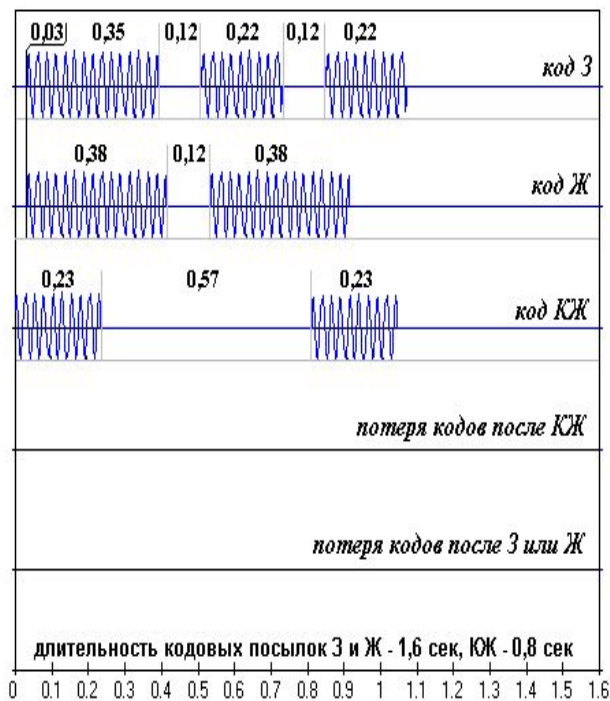 0,03 0,35 0,12 0,22 0,12 0,22
код З
0,38 0,12 0,38
код Ж
0,23 0,57 0,23
код КЖ
потеря кодов после КЖ
потеря кодов после З или Ж
длительность кодовых посылок З и Ж - 1,6 сек, КЖ - 0,8 сек
0 0.1 0.2 0.3 0.4 0.5 0.6 0.7 0.8 0.9 1 1.1 1.2 1.3 1.4 1.5 1.6